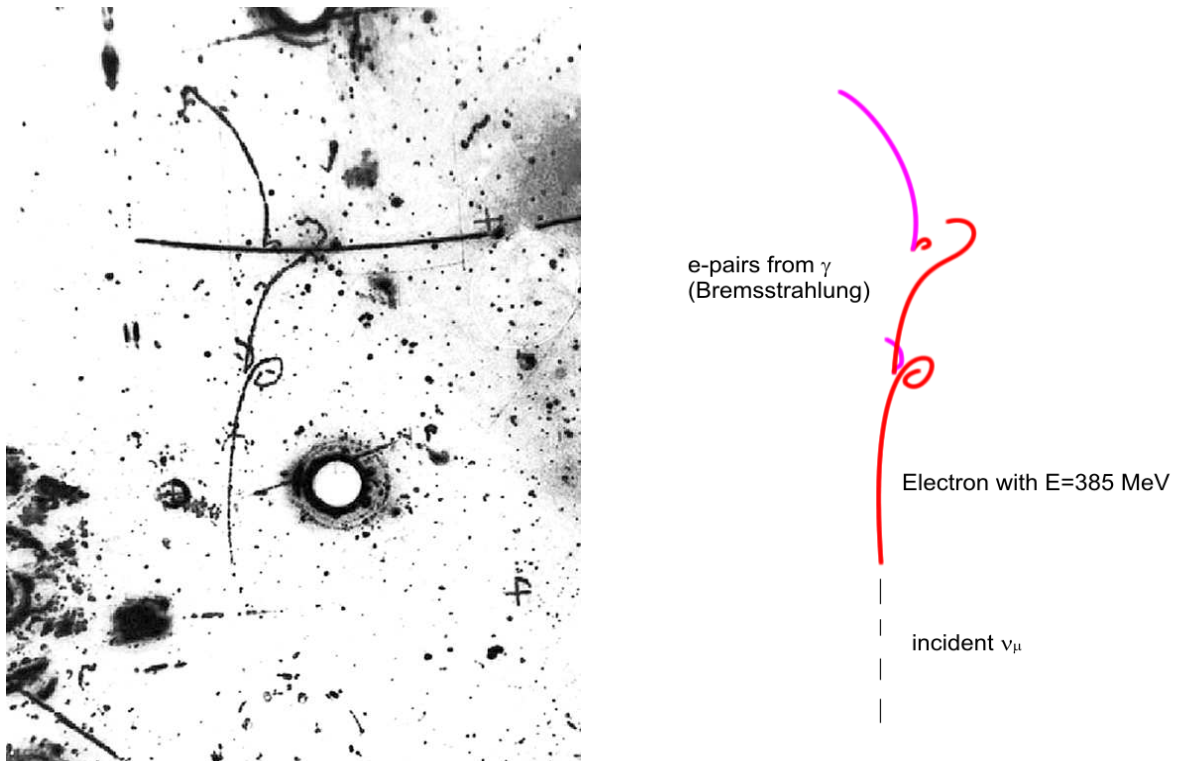 e-pairs from γ
(Bremsstrahlung)
Electron with E=385 MeV
incident νμ